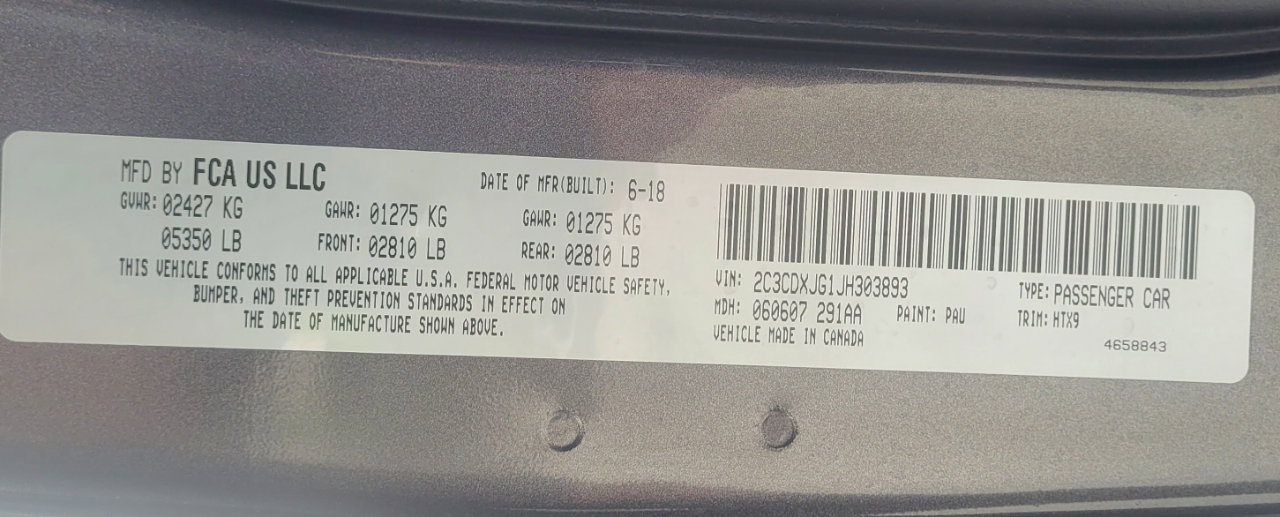 MFD BY FCA US LLC DATE OF MFR(BUILT): 6-18
GVWR: 02427 KG GAWR: 01275 KG GAWR: 01275 KG
05350 LB FRONT: 02810 LB REAR: 02810 LB
THIS VEHICLE CONFORMS TO ALL APPLICABLE U.S.A. FEDERAL MOTOR VEHICLE SAFETY,
BUMPER, AND THEFT PREVENTION STANDARDS IN EFFECT ON
THE DATE OF MANUFACTURE SHOWN ABOVE.
VIN: 2C3CDXJG1JH303893 TYPE: PASSENGER CAR
MDH: 060607 291AA PAINT: PAU TRIM: HTX9
VEHICLE MADE IN CANADA 4658843